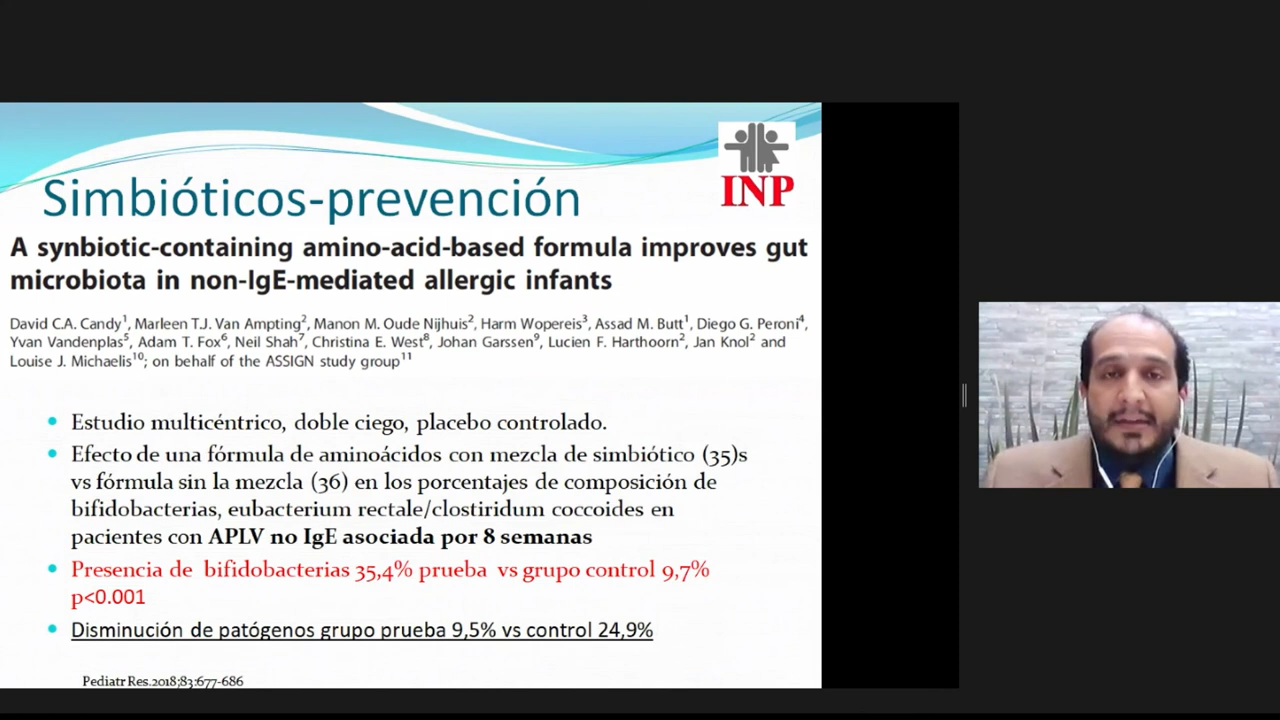 INP
Simbióticos-prevención
A synbiotic-containing amino-acid-based formula improves gut
microbiota in non-IgE-mediated allergic infants
David C.A. Candy1, Marleen T.J. Van Ampting2, Manon M. Oude Nijhuis2, Harm Wopereis3, Assad M. Butt1, Diego G. Peroni4,
Yvan Vandenplas5, Adam T. Fox6, Neil Shah7, Christina E. West8, Johan Garssen9, Lucien F. Harthoorn2, Jan Knol2 and
Louise J. Michaelis10; on behalf of the ASSIGN study group11
• Estudio multicéntrico, doble ciego, placebo controlado.
• Efecto de una fórmula de aminoácidos con mezcla de simbiótico (35)s
vs fórmula sin la mezcla (36) en los porcentajes de composición de
bifidobacterias, eubacterium rectale/clostiridum coccoides en
pacientes con APLV no IgE asociada por 8 semanas
• Presencia de bifidobacterias 35,4% prueba vs grupo control 9,7%
p<0.001
• Disminución de patógenos grupo prueba 9,5% vs control 24,9%
Pediatr Res.2018;83:677-686